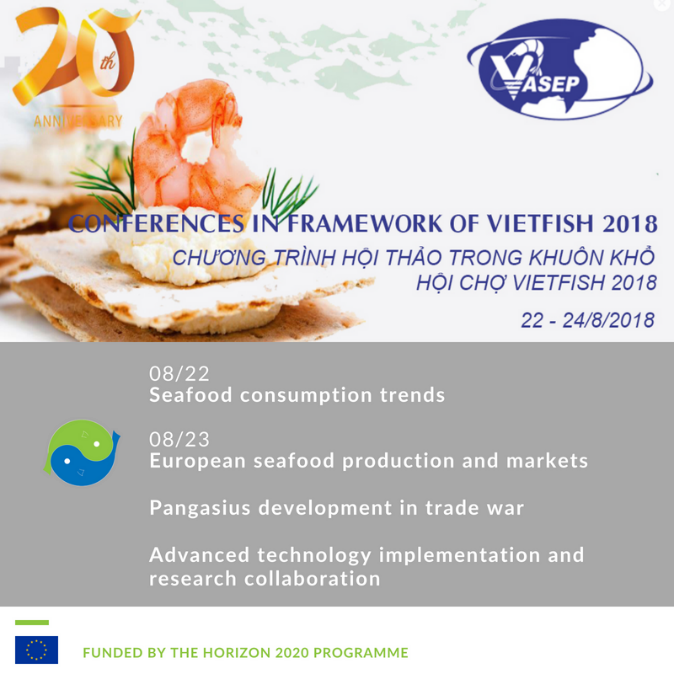 20th
ANNIVERSARY
VASEP
CONFERENCES IN FRAMEWORK OF VIETFISH 2018
CHƯƠNG TRÌNH HỘI THẢO TRONG KHUÔN KHỔ
HỘI CHỢ VIETFISH 2018
22 - 24/8/2018
08/22
Seafood consumption trends
08/23
European seafood production and markets
Pangasius development in trade war
Advanced technology implementation and
research collaboration
FUNDED BY THE HORIZON 2020 PROGRAMME